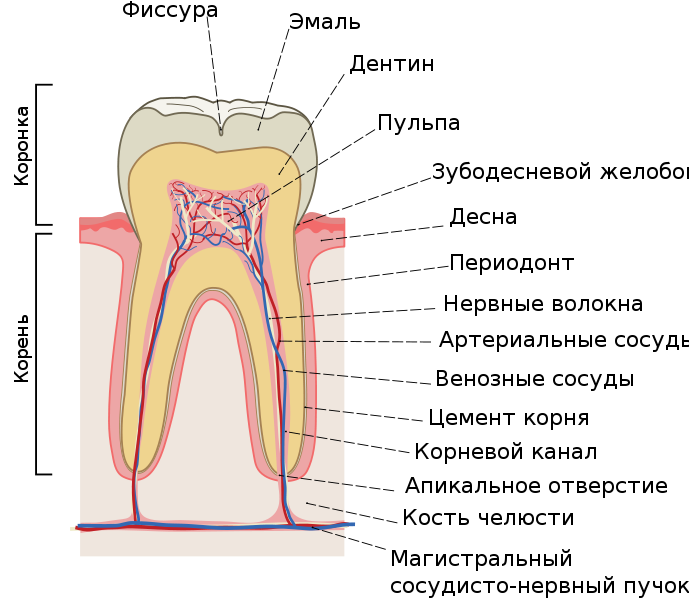 Фиссура
Эмаль
Дентин
Пульпа
Зубодесневой желобо
Десна
Периодонт
Нервные волокна
Артериальные сосуды
Венозные сосуды
Цемент корня
Корневой канал
Апикальное отверстие
Кость челюсти
Магистральный
сосудисто-нервный пучок
Коронка
Корень